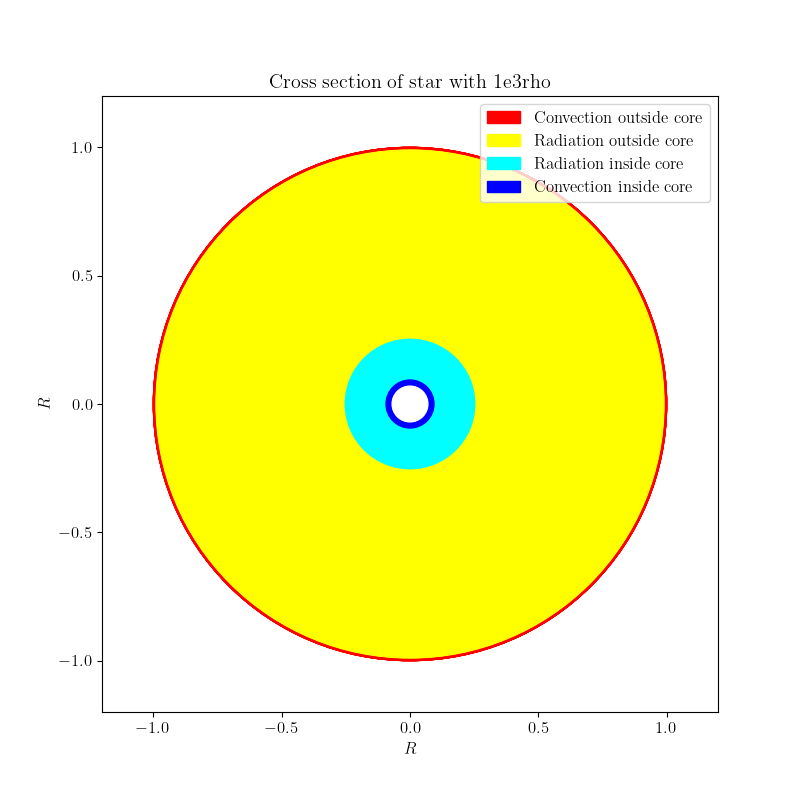 Cross section of star with 1e3rho
Convection outside core
Radiation outside core
Radiation inside core
Convection inside core
1.0
0.5
0.0
−0.5
−1.0
R
−1.0 −0.5 0.0 0.5 1.0
R